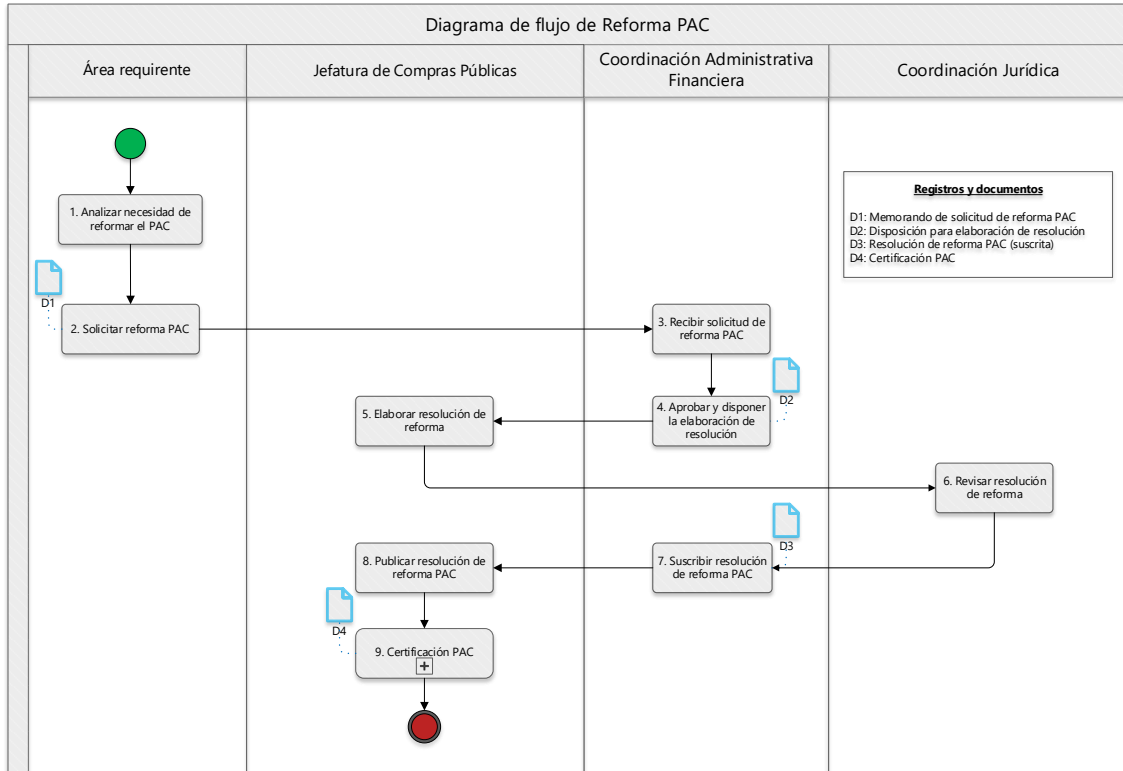 Diagrama de flujo de Reforma PAC
Área requirente
Jefatura de Compras Públicas
Coordinación Administrativa
Financiera
Coordinación Jurídica
1. Analizar necesidad de
reformar el PAC
Registros y documentos
D1: Memorando de solicitud de reforma PAC
D2: Disposición para elaboración de resolución
D3: Resolución de reforma PAC (suscrita)
D4: Certificación PAC
D1
2. Solicitar reforma PAC
3. Recibir solicitud de
reforma PAC
D2
4. Aprobar y disponer
la elaboración de
resolución
5. Elaborar resolución de
reforma
6. Revisar resolución
de reforma
D3
7. Suscribir resolución
de reforma PAC
8. Publicar resolución de
reforma PAC
D4
9. Certificación PAC